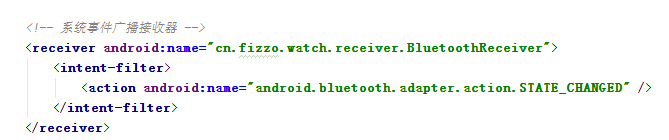 <!-- 系统事件广播接收器 -->
<receiver android:name="cn.fizzo.watch.receiver.BluetoothReceiver">
<intent-filter>
<action android:name="android.bluetooth.adapter.action.STATE_CHANGED" />
</intent-filter>
</receiver>